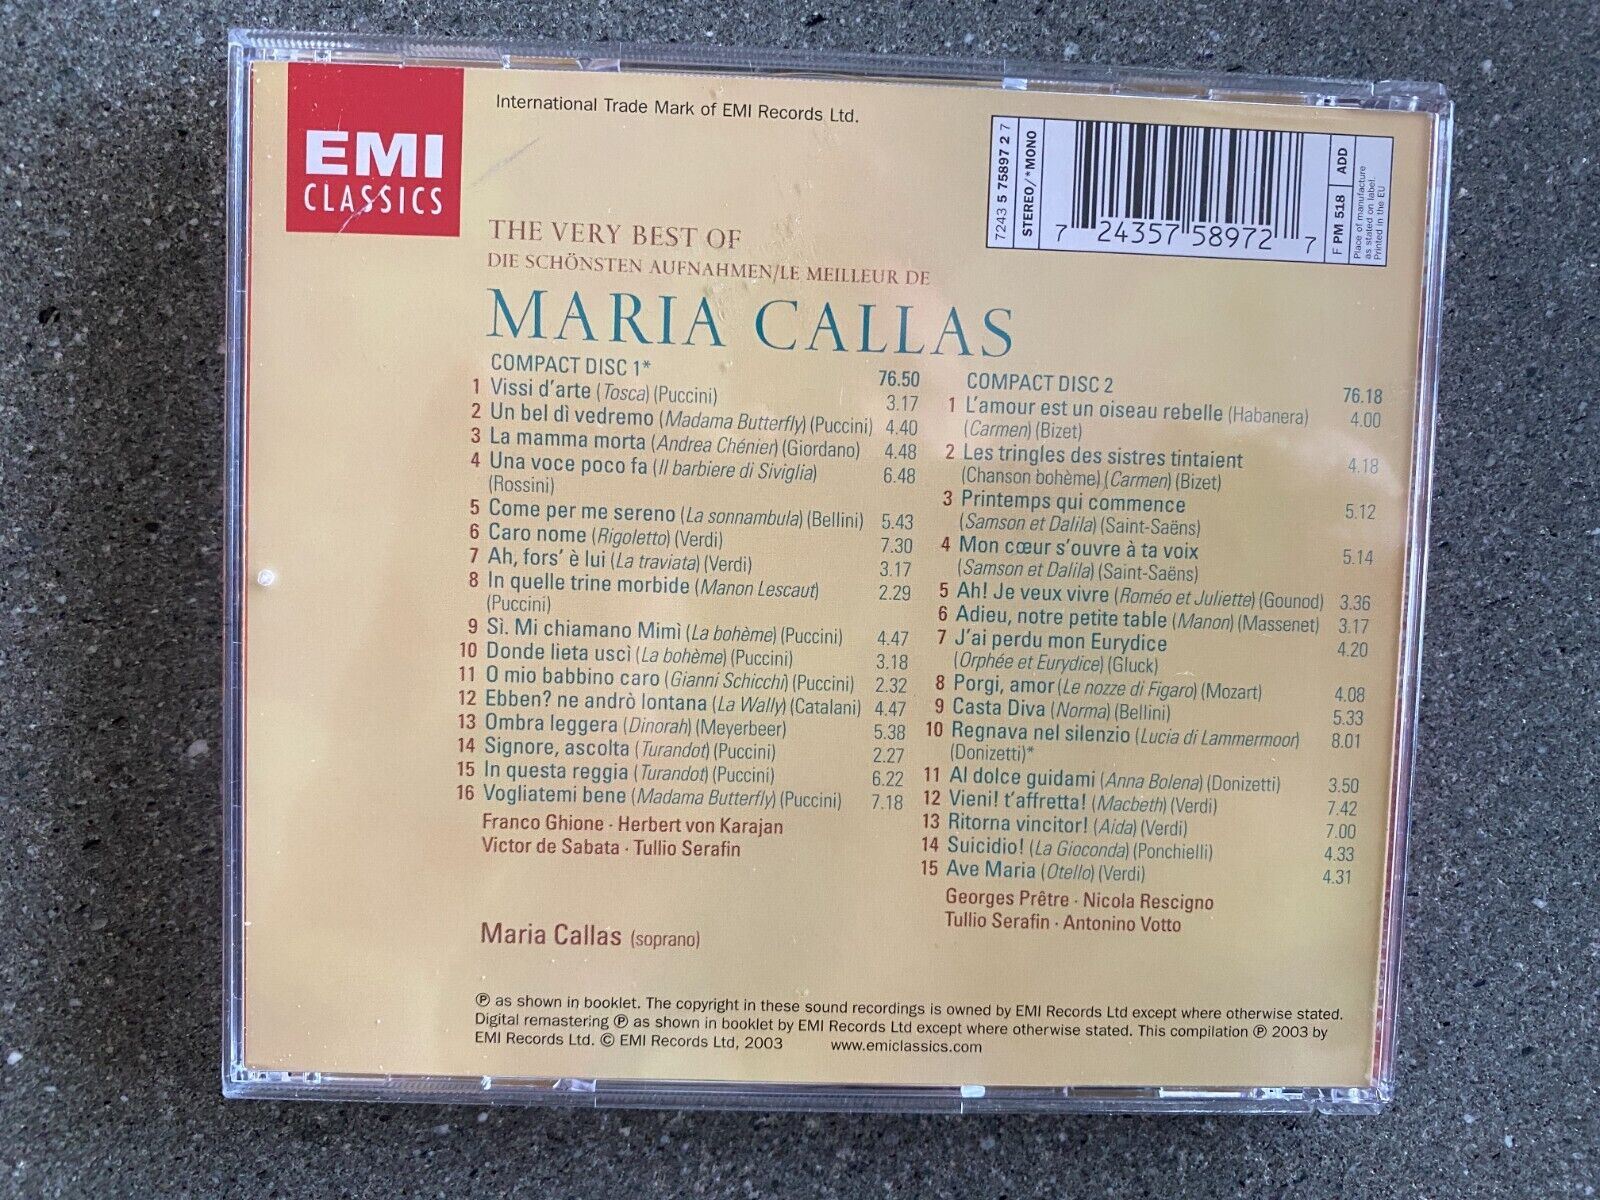 EMI
CLASSICS
International Trade Mark of EMI Records Ltd.
7243 5 75897 2 7
STEREO/*MONO
7 24357 58972 7
F PM 518 ADD
Place of manufacture
as stated on label.
Printed in the EU
THE VERY BEST OF
DIE SCHÖNSTEN AUFNAHMEN/LE MEILLEUR DE
MARIA CALLAS
COMPACT DISC 1* 76.50
1 Vissi d'arte (Tosca) (Puccini) 3.17
2 Un bel dì vedremo (Madama Butterfly) (Puccini) 4.40
3 La mamma morta (Andrea Chénier) (Giordano) 4.48
4 Una voce poco fa (Il barbiere di Siviglia) 6.48
(Rossini)
5 Come per me sereno (La sonnambula) (Bellini) 5.43
6 Caro nome (Rigoletto) (Verdi) 7.30
7 Ah, fors' è lui (La traviata) (Verdi) 3.17
8 In quelle trine morbide (Manon Lescaut) 2.29
(Puccini)
9 Sì. Mi chiamano Mimì (La bohème) (Puccini) 4.47
10 Donde lieta uscì (La bohème) (Puccini) 3.18
11 O mio babbino caro (Gianni Schicchi) (Puccini) 2.32
12 Ebben? ne andrò lontana (La Wally) (Catalani) 4.47
13 Ombra leggera (Dinorah) (Meyerbeer) 5.38
14 Signore, ascolta (Turandot) (Puccini) 2.27
15 In questa reggia (Turandot) (Puccini) 6.22
16 Vogliatemi bene (Madama Butterfly) (Puccini) 7.18
Franco Ghione · Herbert von Karajan
Victor de Sabata · Tullio Serafin
Maria Callas (soprano)
COMPACT DISC 2 76.18
1 L'amour est un oiseau rebelle (Habanera) 4.00
(Carmen) (Bizet)
2 Les tringles des sistres tintaient 4.18
(Chanson bohème) (Carmen) (Bizet)
3 Printemps qui commence 5.12
(Samson et Dalila) (Saint-Saëns)
4 Mon cœur s'ouvre à ta voix 5.14
(Samson et Dalila) (Saint-Saëns)
5 Ah! Je veux vivre (Roméo et Juliette) (Gounod) 3.36
6 Adieu, notre petite table (Manon) (Massenet) 3.17
7 J'ai perdu mon Eurydice 4.20
(Orphée et Eurydice) (Gluck)
8 Porgi, amor (Le nozze di Figaro) (Mozart) 4.08
9 Casta Diva (Norma) (Bellini) 5.33
10 Regnava nel silenzio (Lucia di Lammermoor) 8.01
(Donizetti)*
11 Al dolce guidami (Anna Bolena) (Donizetti) 3.50
12 Vieni! t'affretta! (Macbeth) (Verdi) 7.42
13 Ritorna vincitor! (Aida) (Verdi) 7.00
14 Suicidio! (La Gioconda) (Ponchielli) 4.33
15 Ave Maria (Otello) (Verdi) 4.31
Georges Prêtre · Nicola Rescigno
Tullio Serafin · Antonino Votto
℗ as shown in booklet. The copyright in these sound recordings is owned by EMI Records Ltd except where otherwise stated.
Digital remastering ℗ as shown in booklet by EMI Records Ltd except where otherwise stated. This compilation ℗ 2003 by
EMI Records Ltd. © EMI Records Ltd, 2003 www.emiclassics.com